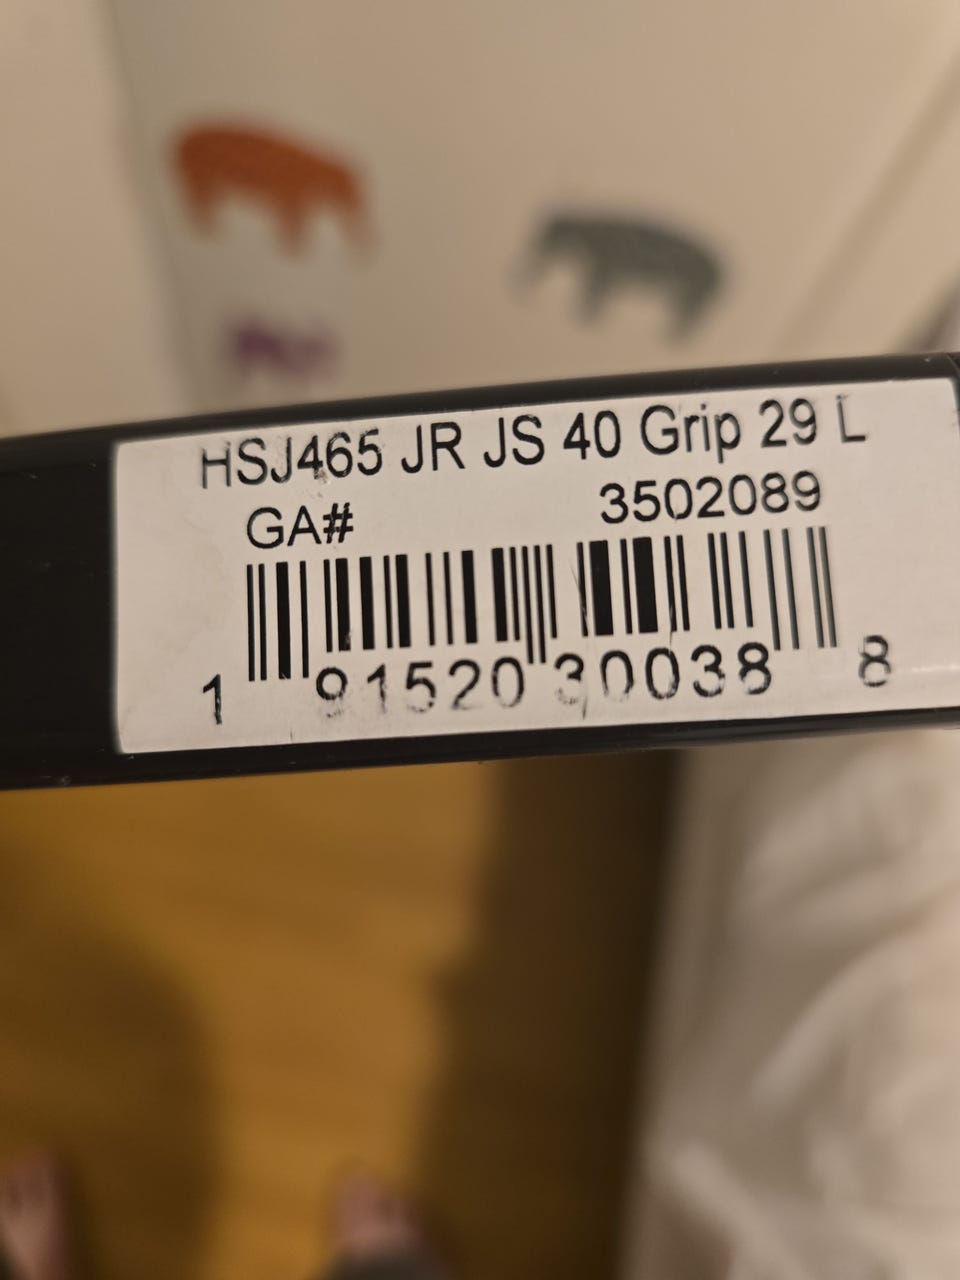 HSJ465 JR JS 40 Grip 29 L
GA# 3502089
1 91520 30038 8